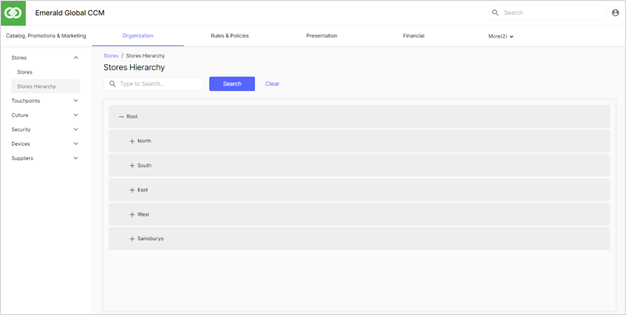 Emerald Global CCM
Search
Catalog, Promotions & Marketing
Organization
Rules & Policies
Presentation
Financial
More(2)
Stores
Stores
Stores Hierarchy
Touchpoints
Culture
Security
Devices
Suppliers
Stores / Stores Hierarchy
Stores Hierarchy
Type to Search...
Search
Clear
Root
North
South
East
West
Sainsburys